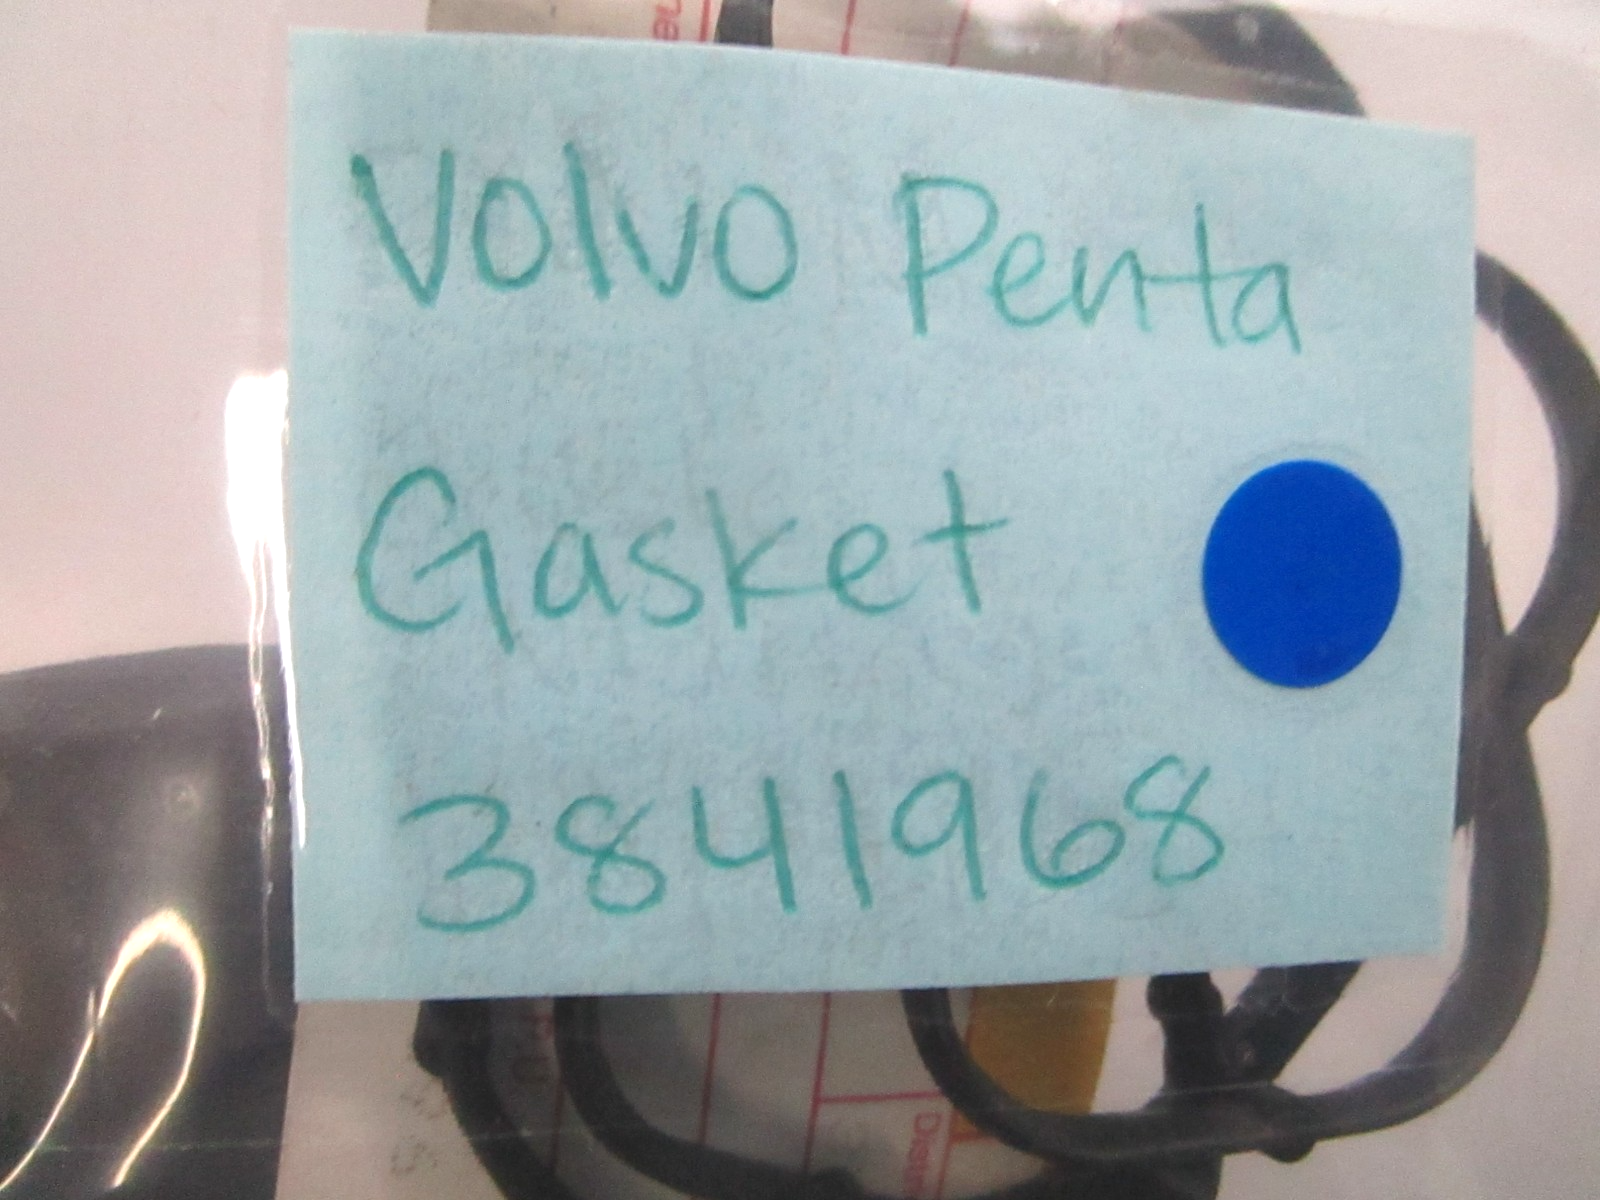 Volvo Penta
Gasket
3841968